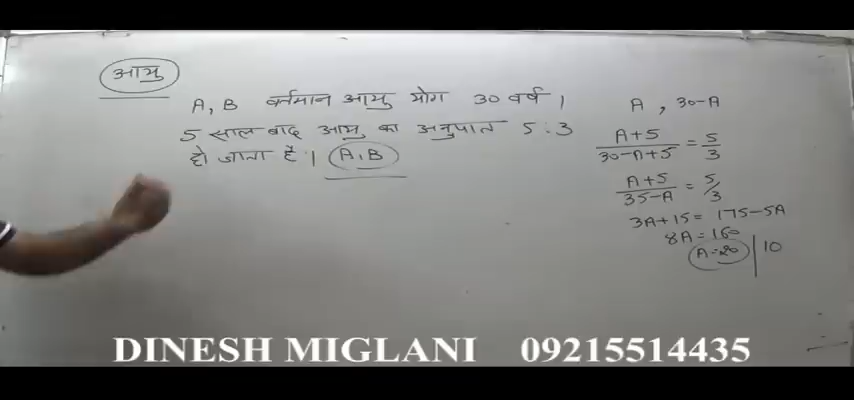 आयु
A, B वर्तमान आयु योग 30 वर्ष ।
5 साल बाद आयु का अनुपात 5:3
हो जाता है । A, B
A , 30-A
A+5/30-A+5 = 5/3
A+5/35-A = 5/3
3A+15 = 175-5A
8A = 160
A=20 | 10
DINESH MIGLANI 09215514435